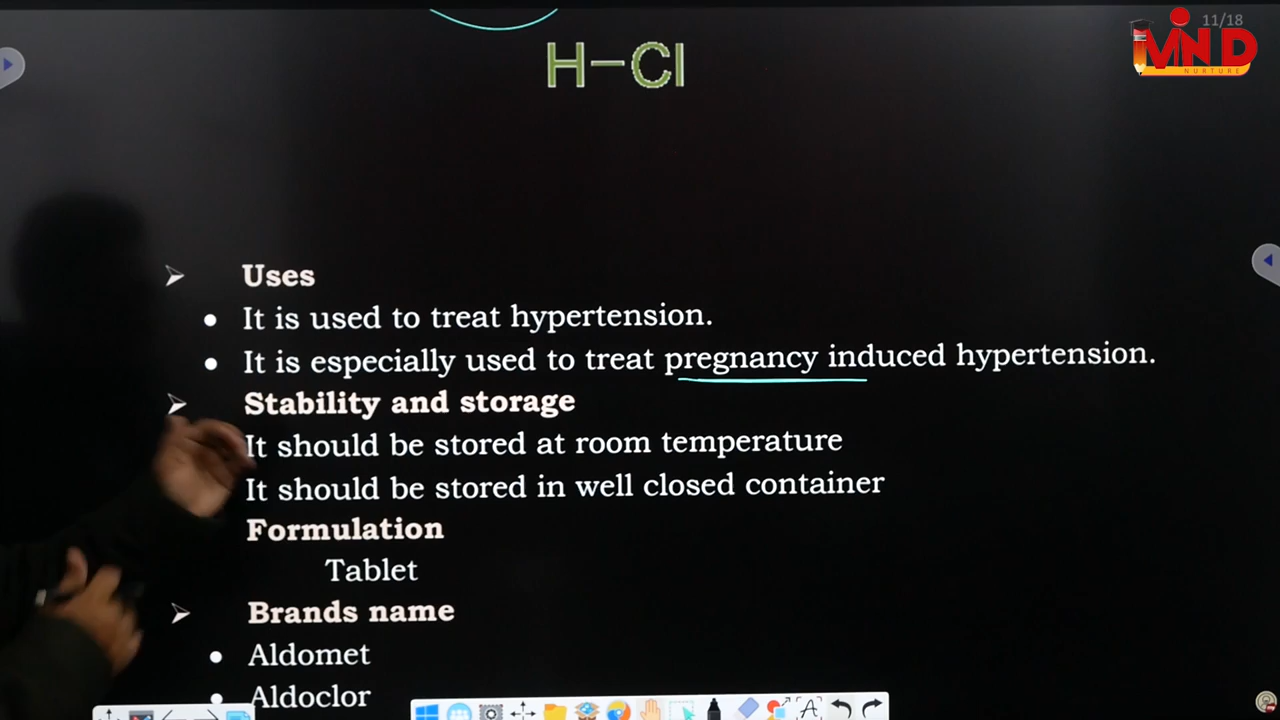 11/18
MIND
NURTURE
H-Cl
Uses
It is used to treat hypertension.
It is especially used to treat pregnancy induced hypertension.
Stability and storage
It should be stored at room temperature
It should be stored in well closed container
Formulation
Tablet
Brands name
Aldomet
Aldoclor